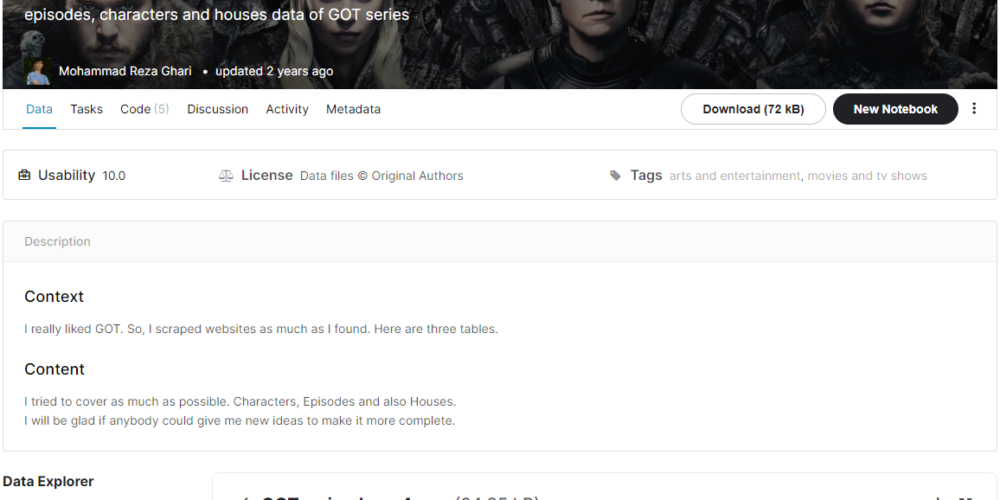 episodes, characters and houses data of GOT series
Mohammad Reza Ghari • updated 2 years ago
Data Tasks Code (5) Discussion Activity Metadata Download (72 kB) New Notebook
Usability 10.0 License Data files © Original Authors Tags arts and entertainment, movies and tv shows
Description
Context
I really liked GOT. So, I scraped websites as much as I found. Here are three tables.
Content
I tried to cover as much as possible. Characters, Episodes and also Houses.
I will be glad if anybody could give me new ideas to make it more complete.
Data Explorer